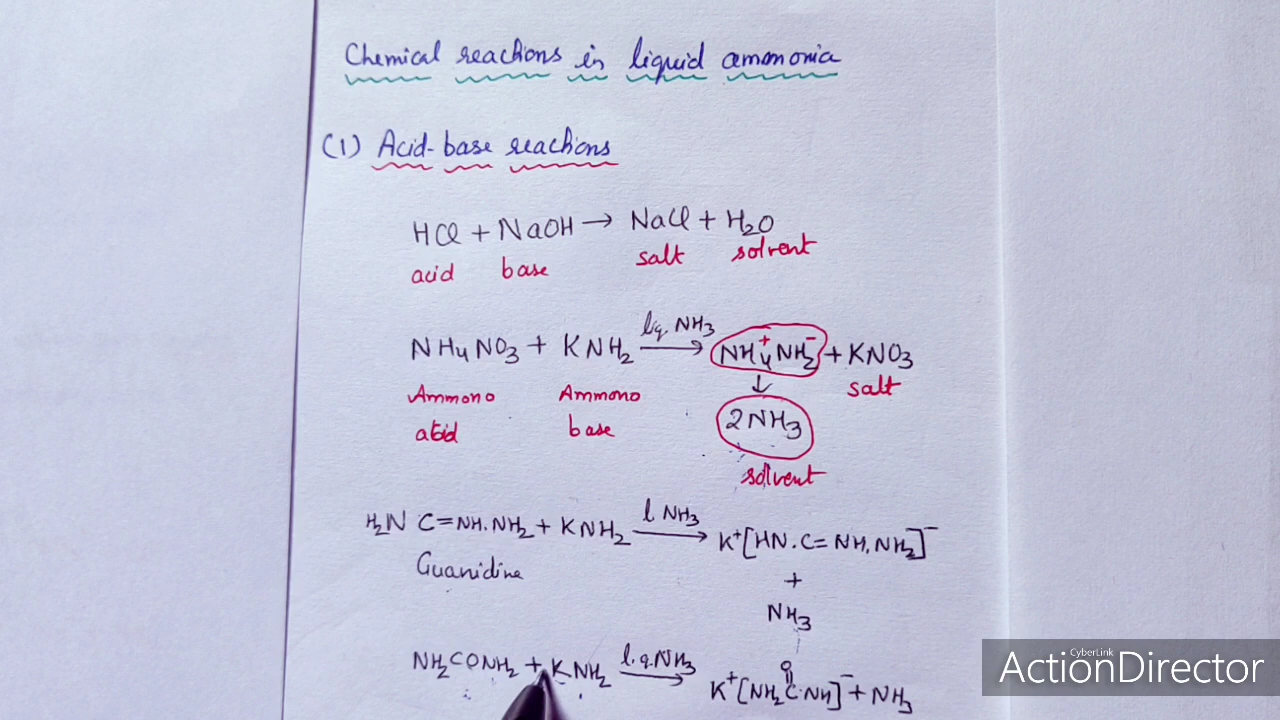 Chemical reactions in liquid ammonia
(1) Acid-base reactions
HCl + NaOH → NaCl + H₂O
acid base salt solvent
NH₄NO₃ + KNH₂ liq. NH₃ → NH₄⁺NH₂⁻ + KNO₃
Ammono acid Ammono base ↓ salt
2NH₃
solvent
H₂N C=NH.NH₂ + KNH₂ l NH₃ → K⁺[HN.C=NH,NH₂]⁻
Guanidine
+
NH₃
NH₂CONH₂ + KNH₂ l.q.NH₃ → K⁺[NH₂C(=O).NH]⁻ + NH₃
CyberLink
ActionDirector